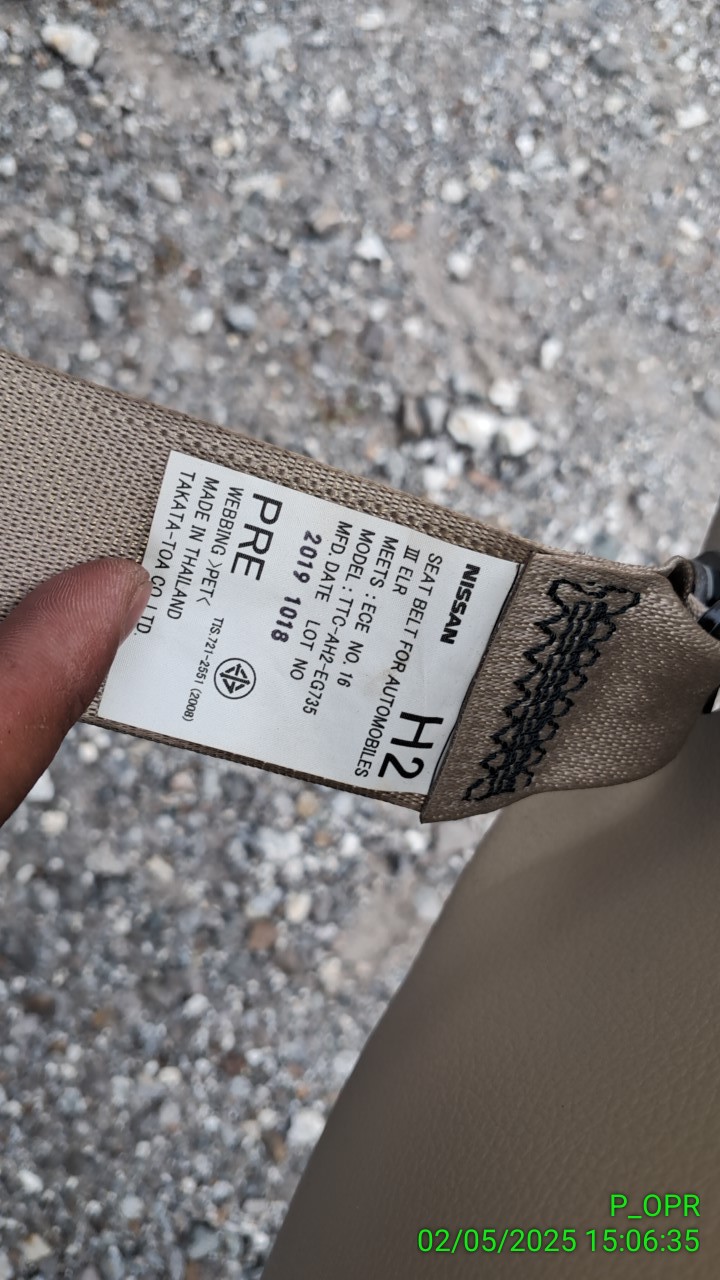 NISSAN
H2
SEAT BELT FOR AUTOMOBILES
Ⅲ ELR
MEETS : ECE NO. 16
MODEL : TTC-AH2-EG735
MFD. DATE LOT NO
2019 1018
PRE
WEBBING >PET<
TIS.721-2551 (2008)
MADE IN THAILAND
TAKATA-TOA CO LTD.
P_OPR
02/05/2025 15:06:35